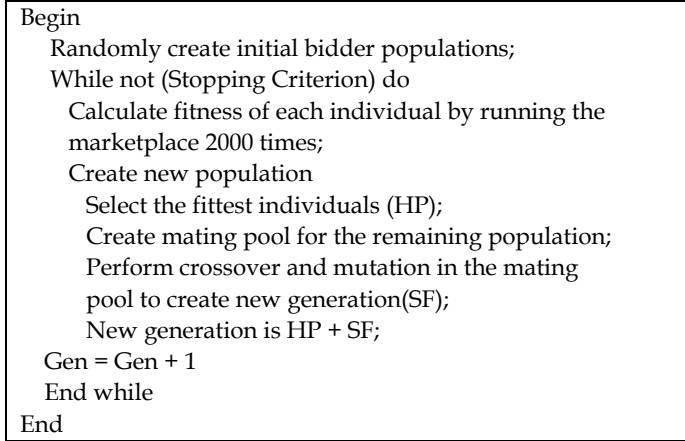 Begin
Randomly create initial bidder populations;
While not (Stopping Criterion) do
Calculate fitness of each individual by running the
marketplace 2000 times;
Create new population
Select the fittest individuals (HP);
Create mating pool for the remaining population;
Perform crossover and mutation in the mating
pool to create new generation(SF);
New generation is HP + SF;
Gen = Gen + 1
End while
End